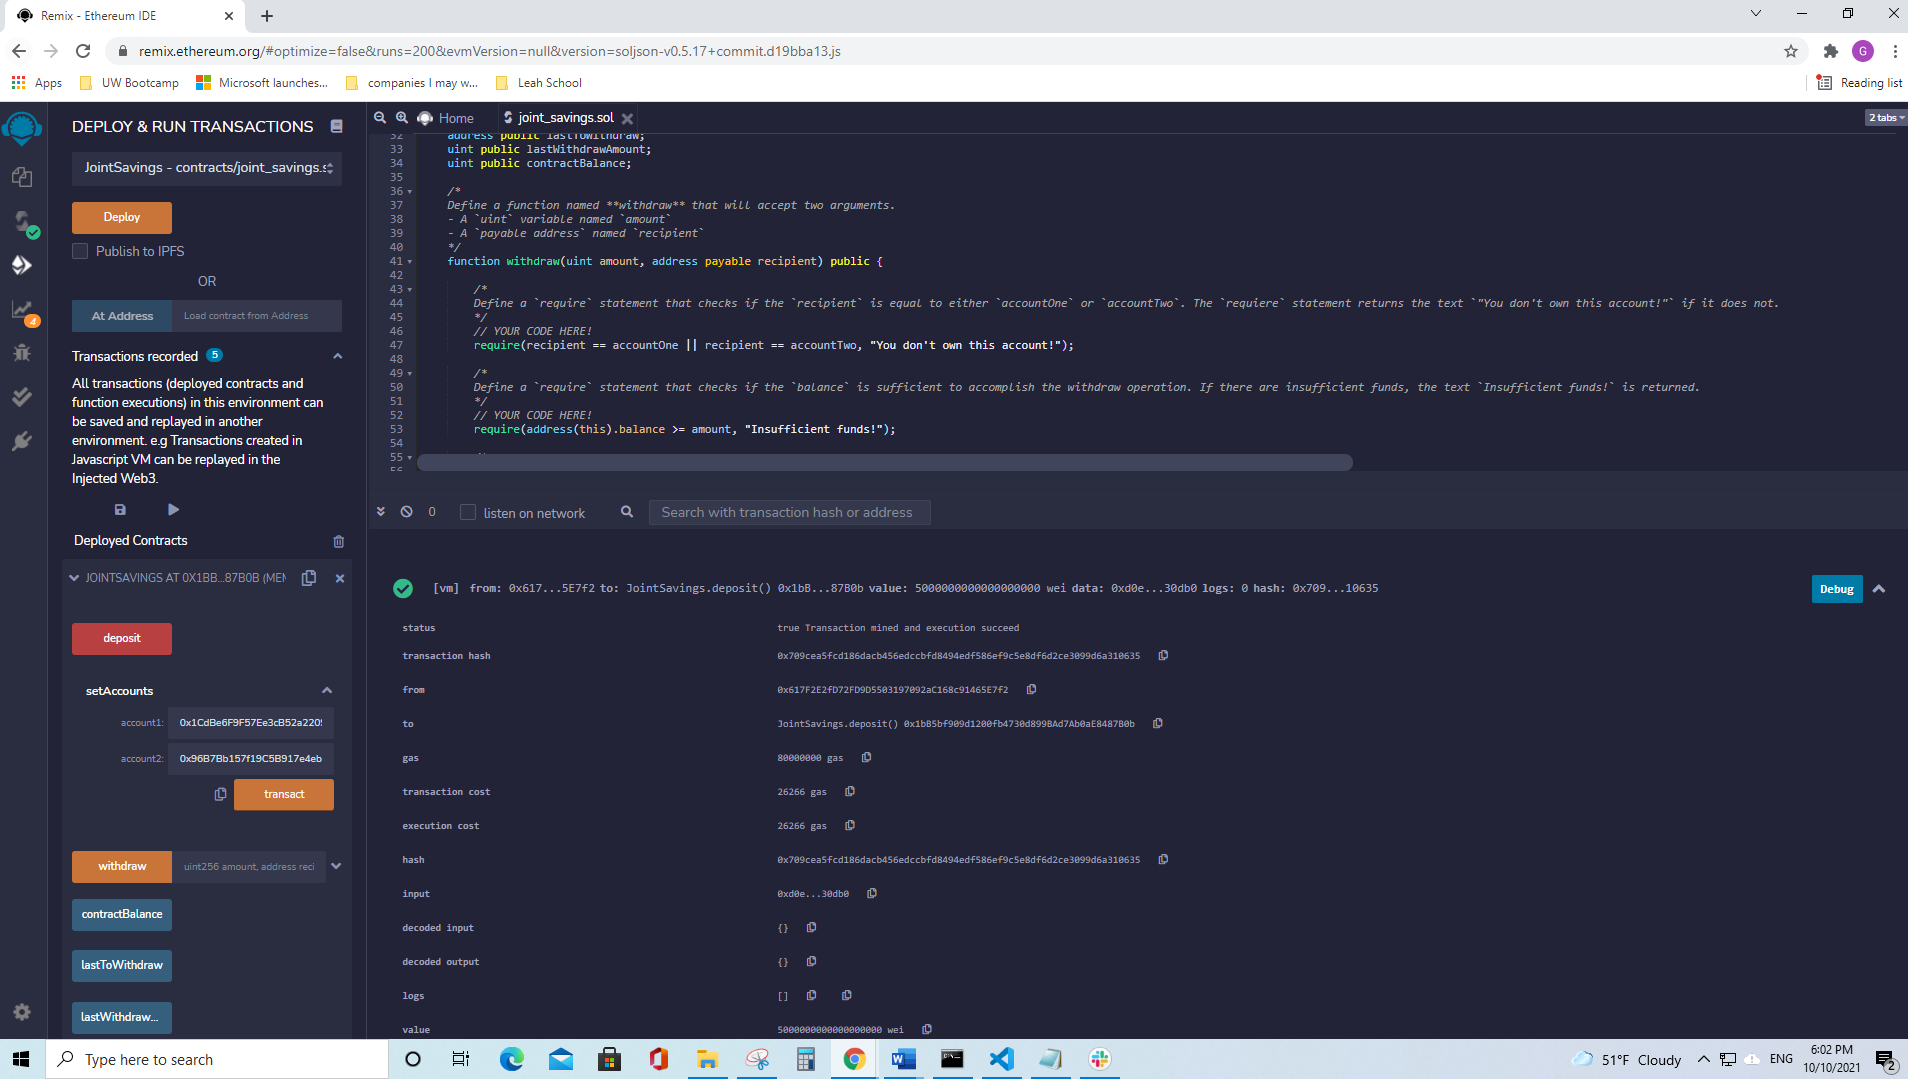 Remix - Ethereum IDE
remix.ethereum.org/#optimize=false&runs=200&evmVersion=null&version=soljson-v0.5.17+commit.d19bba13.js
G
Apps
UW Bootcamp
Microsoft launches...
companies I may w...
Leah School
Reading list
DEPLOY & RUN TRANSACTIONS
JointSavings - contracts/joint_savings.s
Deploy
Publish to IPFS
OR
At Address
Load contract from Address
4
Transactions recorded 5
All transactions (deployed contracts and
function executions) in this environment can
be saved and replayed in another
environment. e.g Transactions created in
Javascript VM can be replayed in the
Injected Web3.
Deployed Contracts
JOINTSAVINGS AT 0X1BB...87B0B (MEM
deposit
setAccounts
account1: 0x1CdBe6F9F57Ee3cB52a2205
account2: 0x96B7Bb157f19C5B917e4eb
transact
withdraw
uint256 amount, address reci
contractBalance
lastToWithdraw
lastWithdraw...
Home
joint_savings.sol
2 tabs
32 address public lastToWithdraw;
33 uint public lastWithdrawAmount;
34 uint public contractBalance;
35
36 /*
37 Define a function named **withdraw** that will accept two arguments.
38 - A `uint` variable named `amount`
39 - A `payable address` named `recipient`
40 */
41 function withdraw(uint amount, address payable recipient) public {
42
43 /*
44 Define a `require` statement that checks if the `recipient` is equal to either `accountOne` or `accountTwo`. The `requiere` statement returns the text `"You don't own this account!"` if it does not.
45 */
46 // YOUR CODE HERE!
47 require(recipient == accountOne || recipient == accountTwo, "You don't own this account!");
48
49 /*
50 Define a `require` statement that checks if the `balance` is sufficient to accomplish the withdraw operation. If there are insufficient funds, the text `Insufficient funds!` is returned.
51 */
52 // YOUR CODE HERE!
53 require(address(this).balance >= amount, "Insufficient funds!");
54
55
56
0
listen on network
Search with transaction hash or address
[vm] from: 0x617...5E7f2 to: JointSavings.deposit() 0x1bB...87B0b value: 5000000000000000000 wei data: 0xd0e...30db0 logs: 0 hash: 0x709...10635
Debug
status true Transaction mined and execution succeed
transaction hash 0x709cea5fcd186dacb456edccbfd8494edf586ef9c5e8df6d2ce3099d6a310635
from 0x617F2E2fD72FD9D5503197092aC168c91465E7f2
to JointSavings.deposit() 0x1bB5bf909d1200fb4730d899BAd7Ab0aE8487B0b
gas 80000000 gas
transaction cost 26266 gas
execution cost 26266 gas
hash 0x709cea5fcd186dacb456edccbfd8494edf586ef9c5e8df6d2ce3099d6a310635
input 0xd0e...30db0
decoded input {}
decoded output {}
logs []
value 5000000000000000000 wei
Type here to search
51°F Cloudy
ENG
6:02 PM
10/10/2021
2